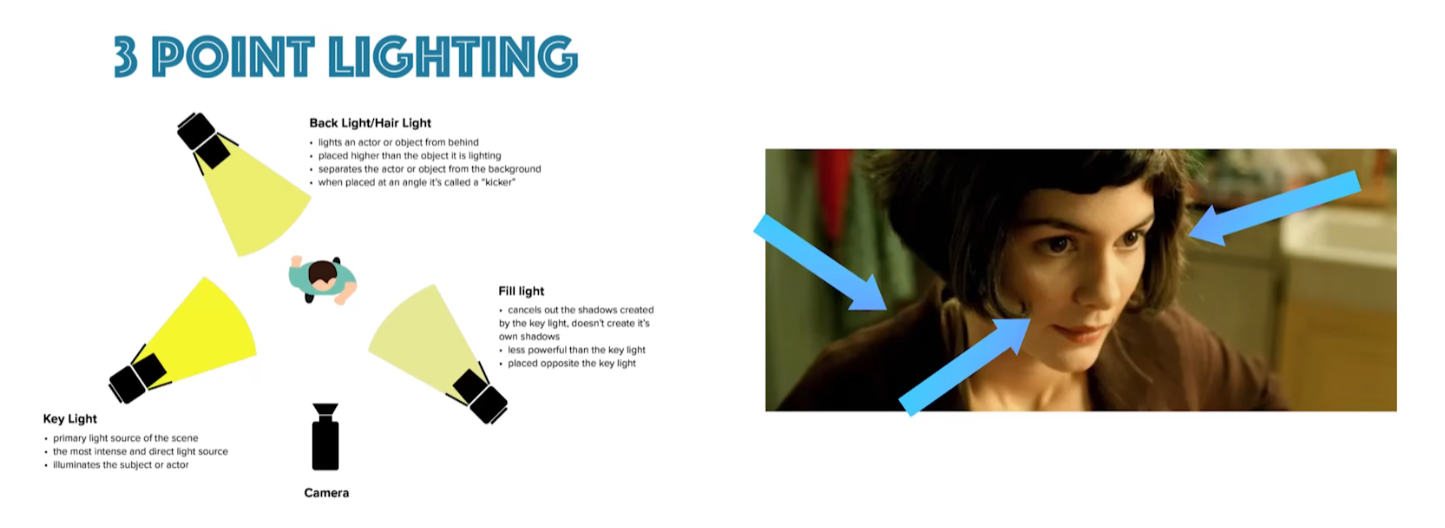 3 POINT LIGHTING
Back Light/Hair Light
• lights an actor or object from behind
• placed higher than the object it is lighting
• separates the actor or object from the background
• when placed at an angle it's called a "kicker"
Fill light
• cancels out the shadows created
by the key light, doesn't create it's
own shadows
• less powerful than the key light
• placed opposite the key light
Key Light
• primary light source of the scene
• the most intense and direct light source
• illuminates the subject or actor
Camera